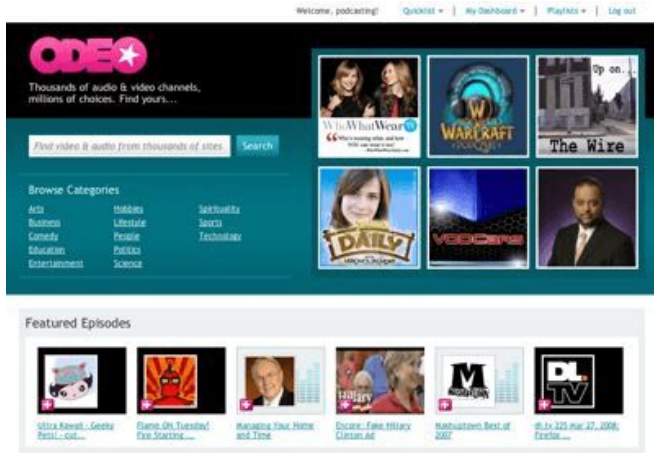 Welcome, podcasting!
Quicklist
|
My Dashboard
|
Playlists
|
Log out
ODEO
Thousands of audio & video channels,
millions of choices. Find yours...
Find video & audio from thousands of sites
Search
Browse Categories
Arts
Business
Comedy
Education
Entertainment
Hobbies
Lifestyle
People
Politics
Science
Spirituality
Sports
Technology
WhoWhatWear TV
WARCRAFT
Up on...
The Wire
DAILY
VODCARS
Featured Episodes
Ultra Kawaii - Geeky
Pets! - cut...
Flame ON Tuesday!
Fire Starting ...
Managing Your Home
and Time
Encore: Fake Hillary
Clinton Ad
Mashuptown Best of
2007
DL.
TV
dl.tv 225 Mar 27, 2008:
Firefox ...